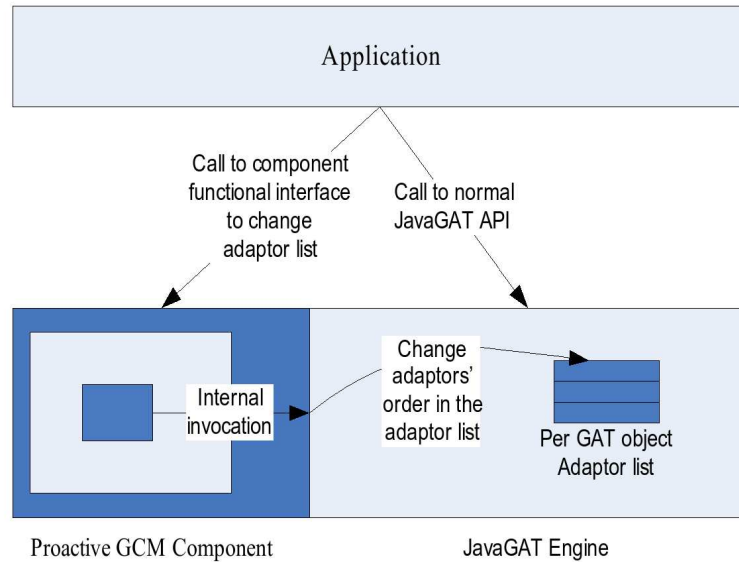 Application
Call to component
functional interface
to change
adaptor list
Call to normal
JavaGAT API
Internal
invocation
Change
adaptors'
order in the
adaptor list
Per GAT object
Adaptor list
Proactive GCM Component
JavaGAT Engine